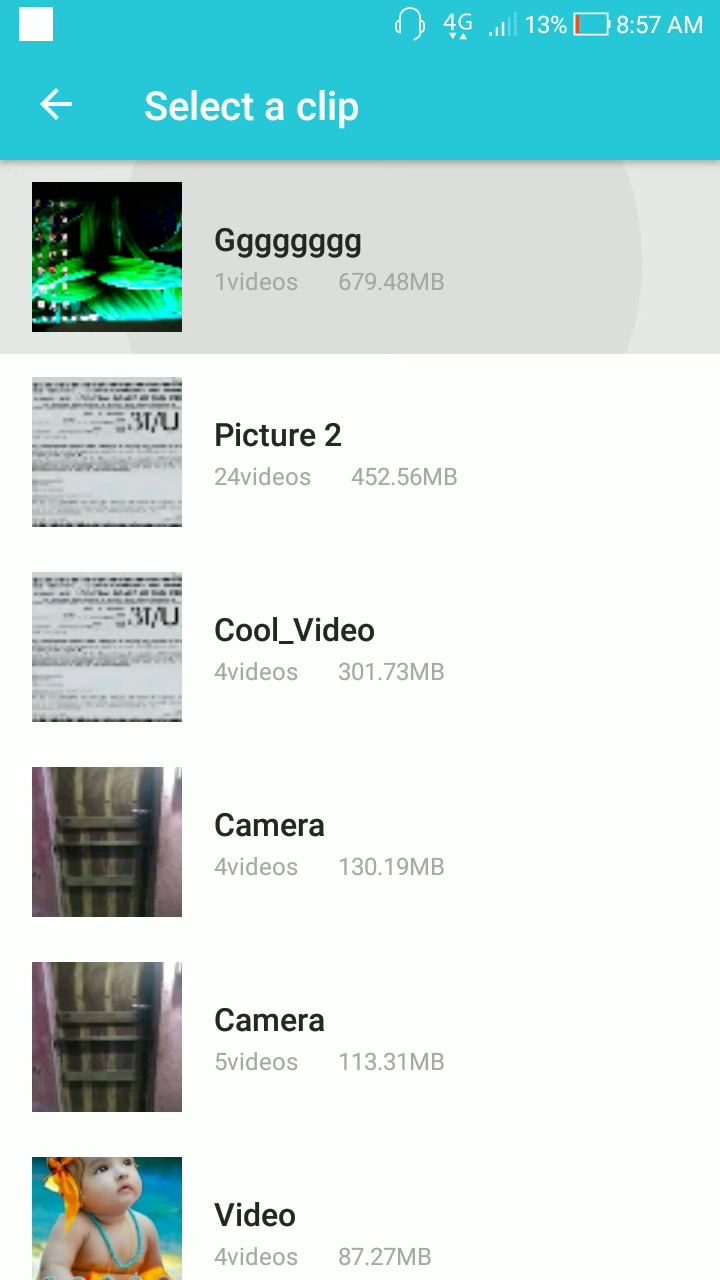 4G 13% 8:57 AM
Select a clip
Gggggggg
1videos 679.48MB
Picture 2
24videos 452.56MB
Cool_Video
4videos 301.73MB
Camera
4videos 130.19MB
Camera
5videos 113.31MB
Video
4videos 87.27MB